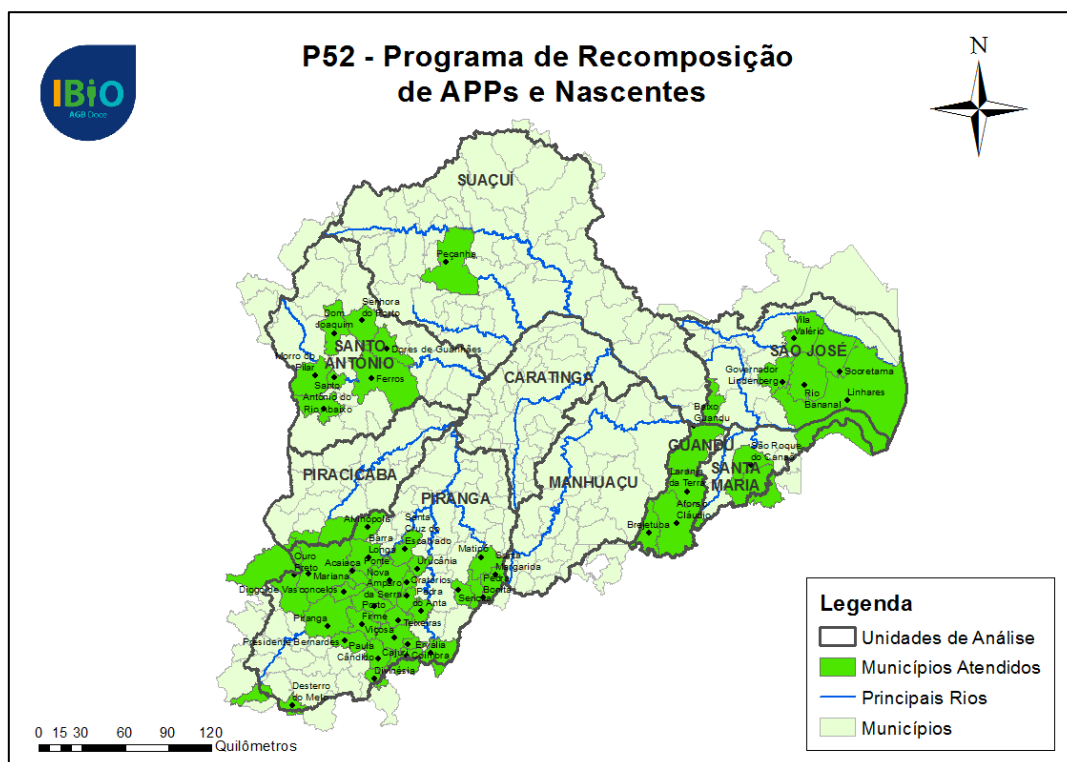 IBiO
AGB Doce
P52 - Programa de Recomposição
de APPs e Nascentes
N
SUAÇUÍ
Peçanha
Senhora
do Porto
Dom
Joaquim
SANTO
ANTÔNIO
Dores de Guanhães
Morro do
Pilar
Ferros
Santo
Antônio do
Rio Abaixo
CARATINGA
Vila
Valério
SÃO JOSÉ
Governador
Lindenberg
Sooretama
Rio
Bananal
Linhares
Baixo
Guandu
GUANDU
São Roque
do Canaã
SANTA
MARIA
Laranja
da Terra
Afonso
Cláudio
Brejetuba
PIRACICABA
PIRANGA
MANHUAÇU
Alvinópolis
Santa
Cruz do
Escalvado
Barra
Longa
Matipó
Santa
Margarida
Ouro
Preto
Mariana
Acaiaca
Ponte
Nova
Urucânia
Oratórios
Amparo
da Serra
Pedra
do Anta
Pedra
Bonita
Sericita
Diogo de Vasconcelos
Porto
Firme
Piranga
Teixeiras
Viçosa
Presidente Bernardes
Paula
Cândido
Cajuri
Ervália
Coimbra
Divinésia
Desterro
do Melo
Legenda
Unidades de Análise
Municípios Atendidos
Principais Rios
Municípios
0 15 30 60 90 120
Quilômetros